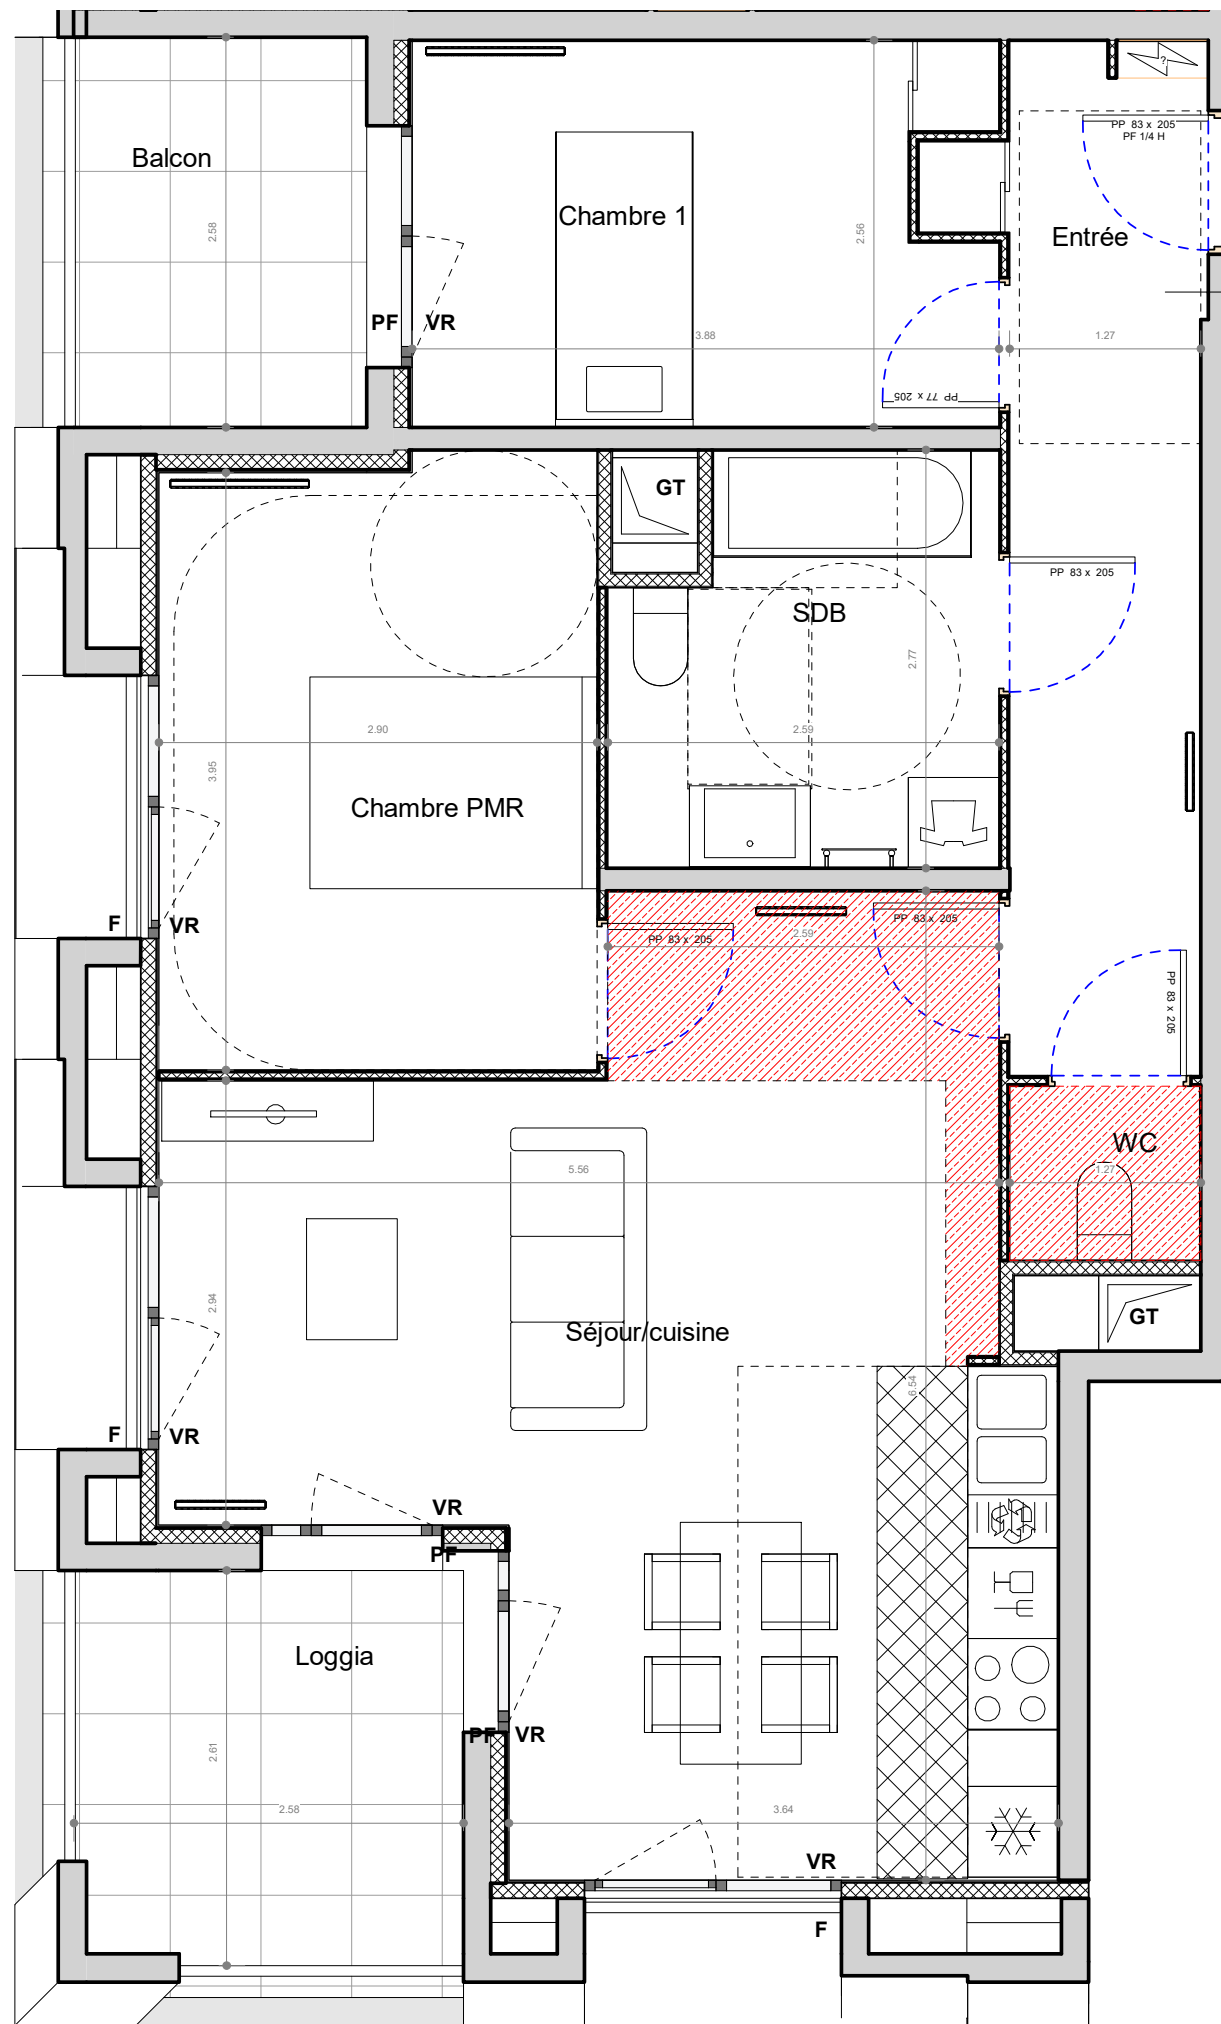 ?
PP 83 x 205
PF 1/4 H
Balcon
Chambre 1
Entrée
2.58
2.56
PF
VR
3.88
1.27
PP 77 x 205
GT
PP 83 x 205
SDB
2.77
2.90
2.59
3.95
Chambre PMR
F
VR
PP 83 x 205
PP 83 x 205
2.59
PP 83 x 205
WC
5.56
1.27
2.94
GT
Séjour/cuisine
6.54
F
VR
VR
PF
Loggia
PF
VR
2.61
2.58
3.64
VR
F